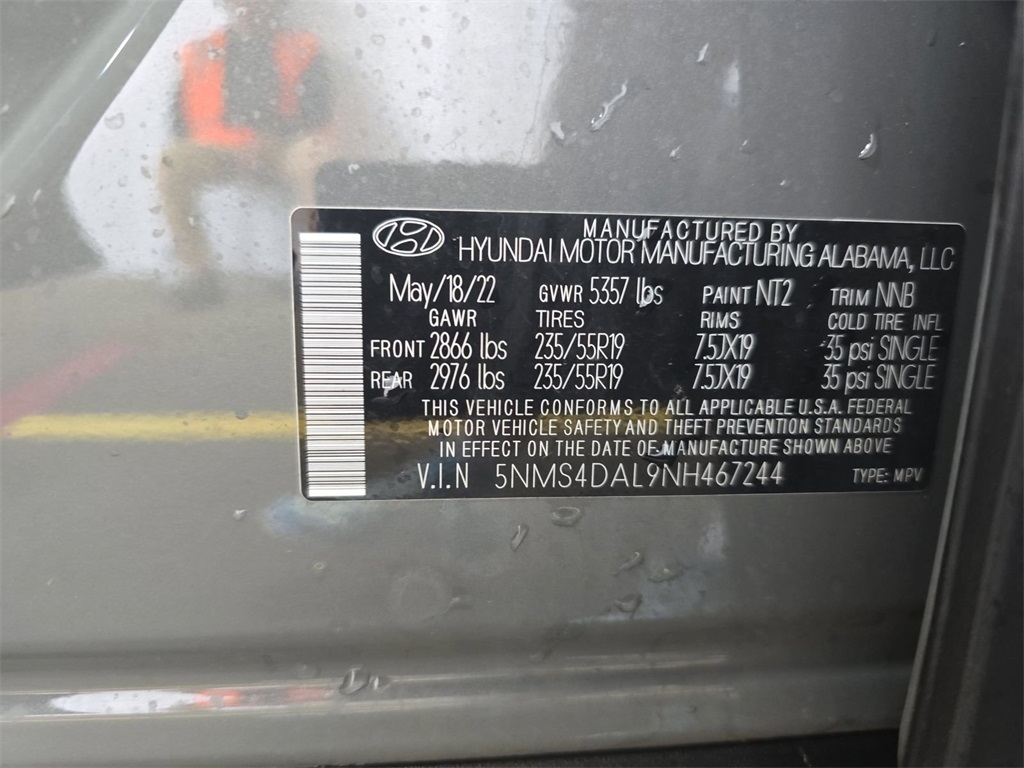 MANUFACTURED BY
HYUNDAI MOTOR MANUFACTURING ALABAMA, LLC
May/18/22 GVWR 5357 lbs PAINT NT2 TRIM NNB
GAWR TIRES RIMS COLD TIRE INFL
FRONT 2866 lbs 235/55R19 7.5JX19 35 psi SINGLE
REAR 2976 lbs 235/55R19 7.5JX19 35 psi SINGLE
THIS VEHICLE CONFORMS TO ALL APPLICABLE U.S.A. FEDERAL
MOTOR VEHICLE SAFETY AND THEFT PREVENTION STANDARDS
IN EFFECT ON THE DATE OF MANUFACTURE SHOWN ABOVE
V.I.N 5NMS4DAL9NH467244 TYPE: MPV